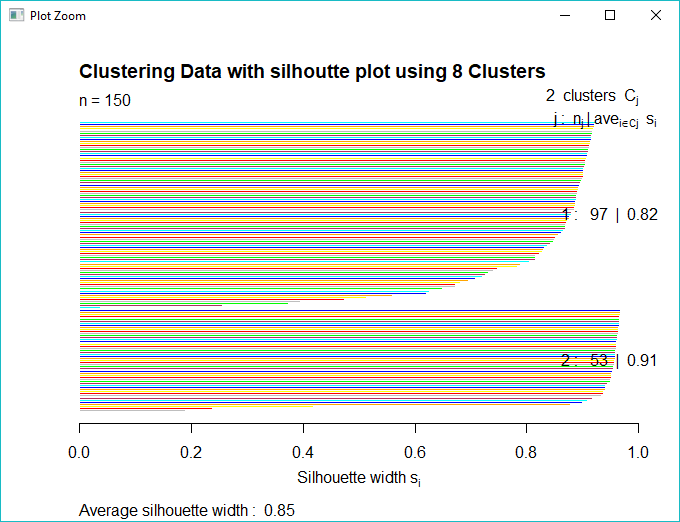 Plot Zoom
Clustering Data with silhoutte plot using 8 Clusters
n = 150
2 clusters Cj
j : nj | avei∈Cj si
1 : 97 | 0.82
2 : 53 | 0.91
0.0 0.2 0.4 0.6 0.8 1.0
Silhouette width si
Average silhouette width : 0.85